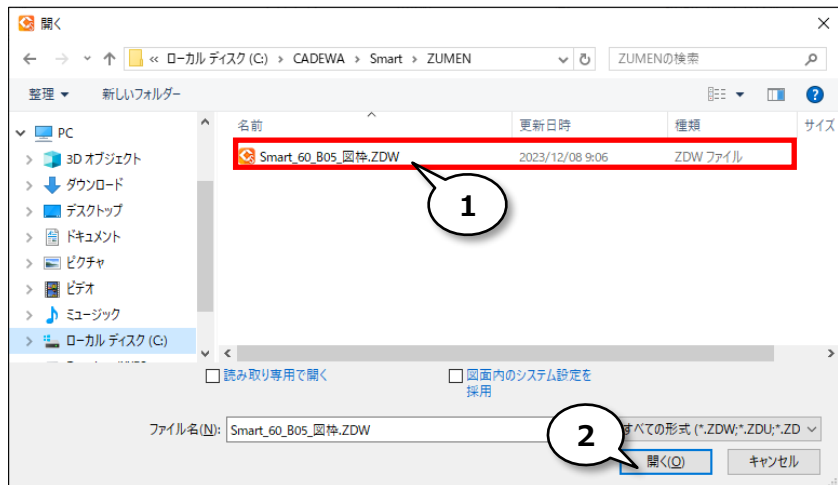 開く
« ローカル ディスク (C:) › CADEWA › Smart › ZUMEN
ZUMENの検索
整理 新しいフォルダー
名前 更新日時 種類 サイズ
Smart_60_B05_図枠.ZDW 2023/12/08 9:06 ZDW ファイル
1
PC
3D オブジェクト
ダウンロード
デスクトップ
ドキュメント
ピクチャ
ビデオ
ミュージック
ローカル ディスク (C:)
読み取り専用で開く
図面内のシステム設定を
採用
ファイル名(N): Smart_60_B05_図枠.ZDW
2
すべての形式 (*.ZDW;*.ZDU;*.ZD
開く(O) キャンセル